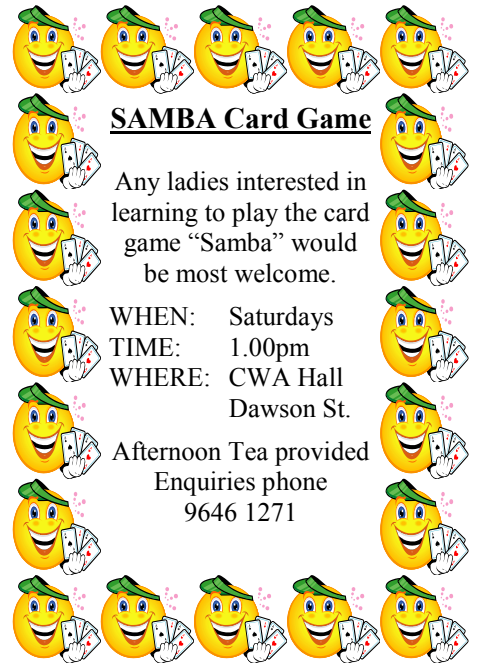 SAMBA Card Game
Any ladies interested in
learning to play the card
game “Samba” would
be most welcome.
WHEN: Saturdays
TIME: 1.00pm
WHERE: CWA Hall
Dawson St.
Afternoon Tea provided
Enquiries phone
9646 1271